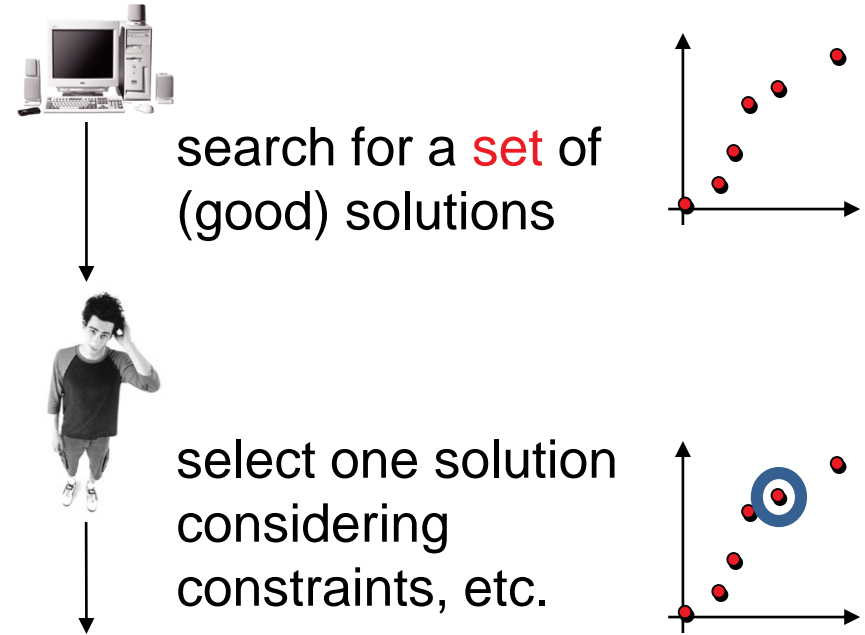 search for a set of
(good) solutions
select one solution
considering
constraints, etc.